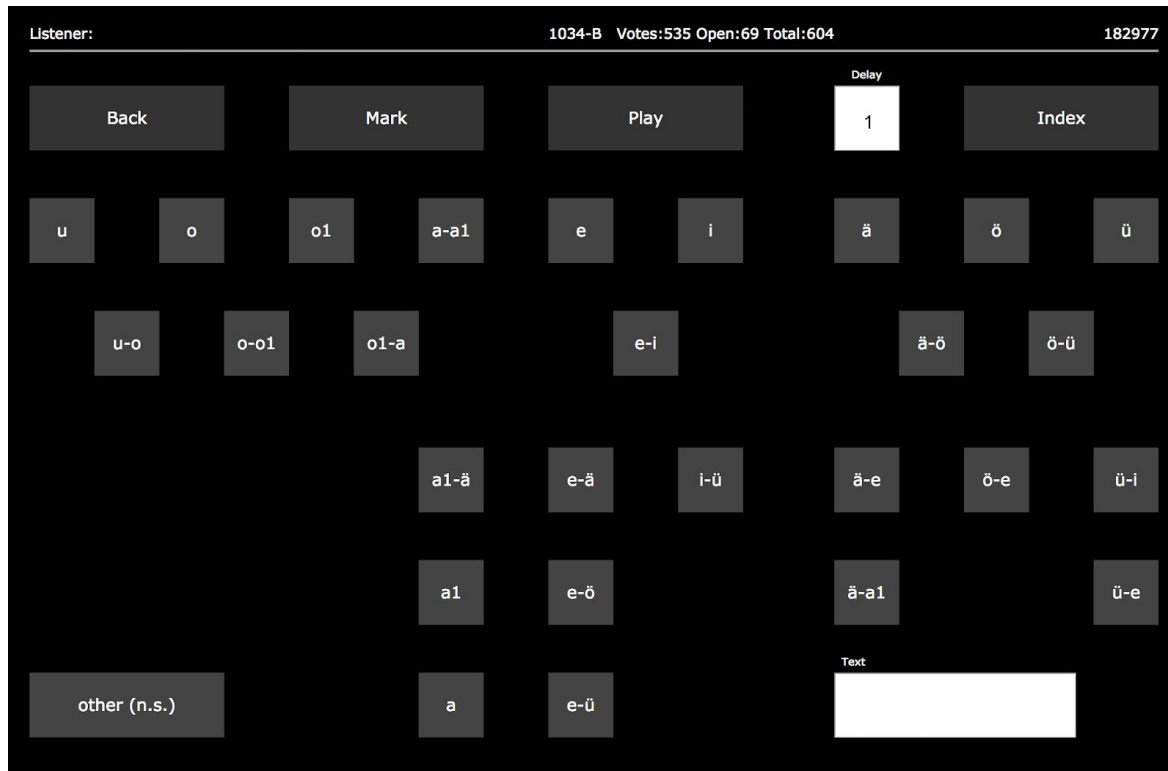 Listener: 1034-B Votes:535 Open:69 Total:604 182977
Delay
Back Mark Play 1 Index
u o o1 a-a1 e i ä ö ü
u-o o-o1 o1-a e-i ä-ö ö-ü
a1-ä e-ä i-ü ä-e ö-e ü-i
a1 e-ö ä-a1 ü-e
Text
other (n.s.) a e-ü